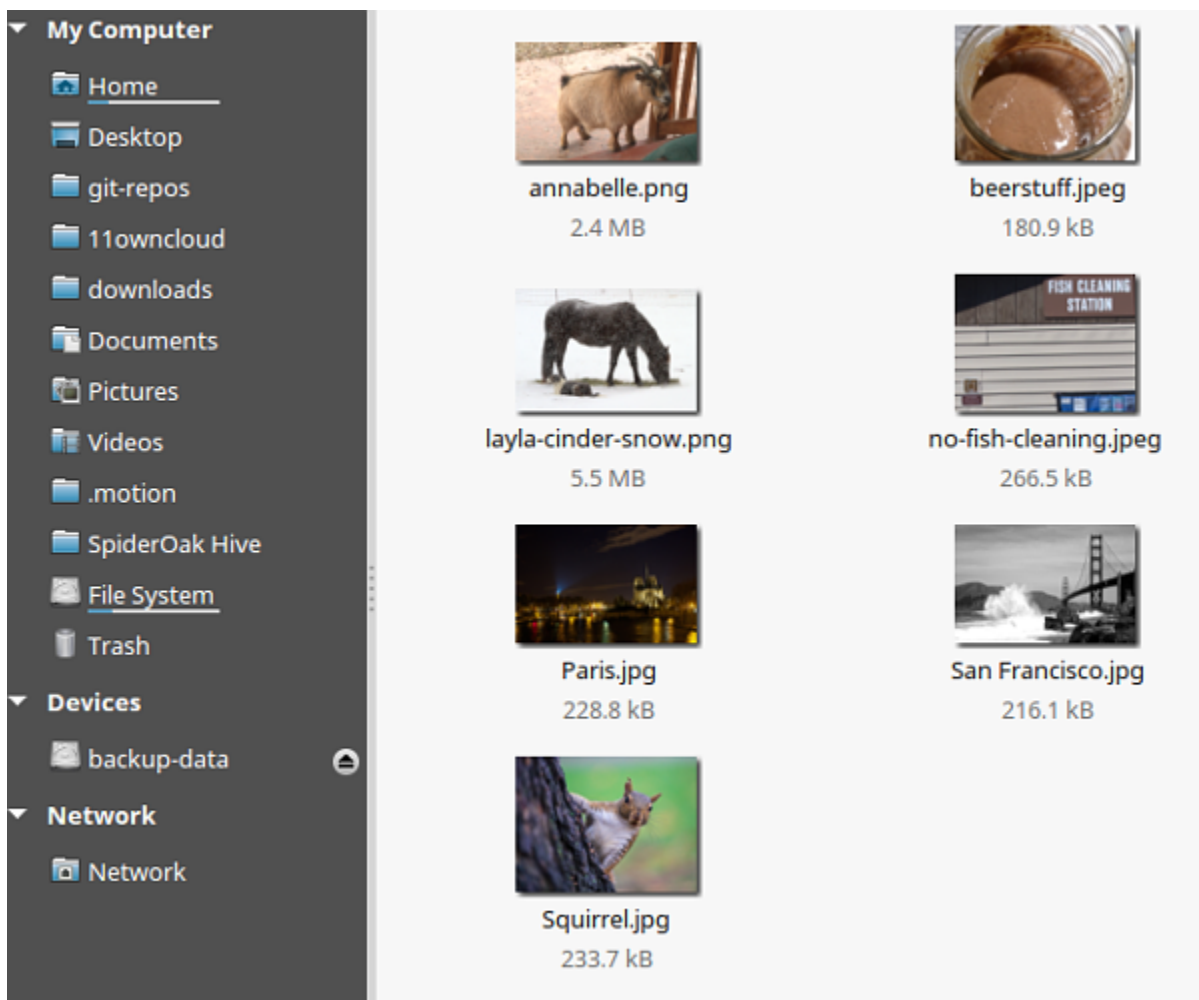 My Computer
Home
Desktop
git-repos
11owncloud
downloads
Documents
Pictures
Videos
.motion
SpiderOak Hive
File System
Trash
Devices
backup-data
Network
Network
annabelle.png
2.4 MB
beerstuff.jpeg
180.9 kB
FISH CLEANING
STATION
layla-cinder-snow.png
5.5 MB
no-fish-cleaning.jpeg
266.5 kB
Paris.jpg
228.8 kB
San Francisco.jpg
216.1 kB
Squirrel.jpg
233.7 kB